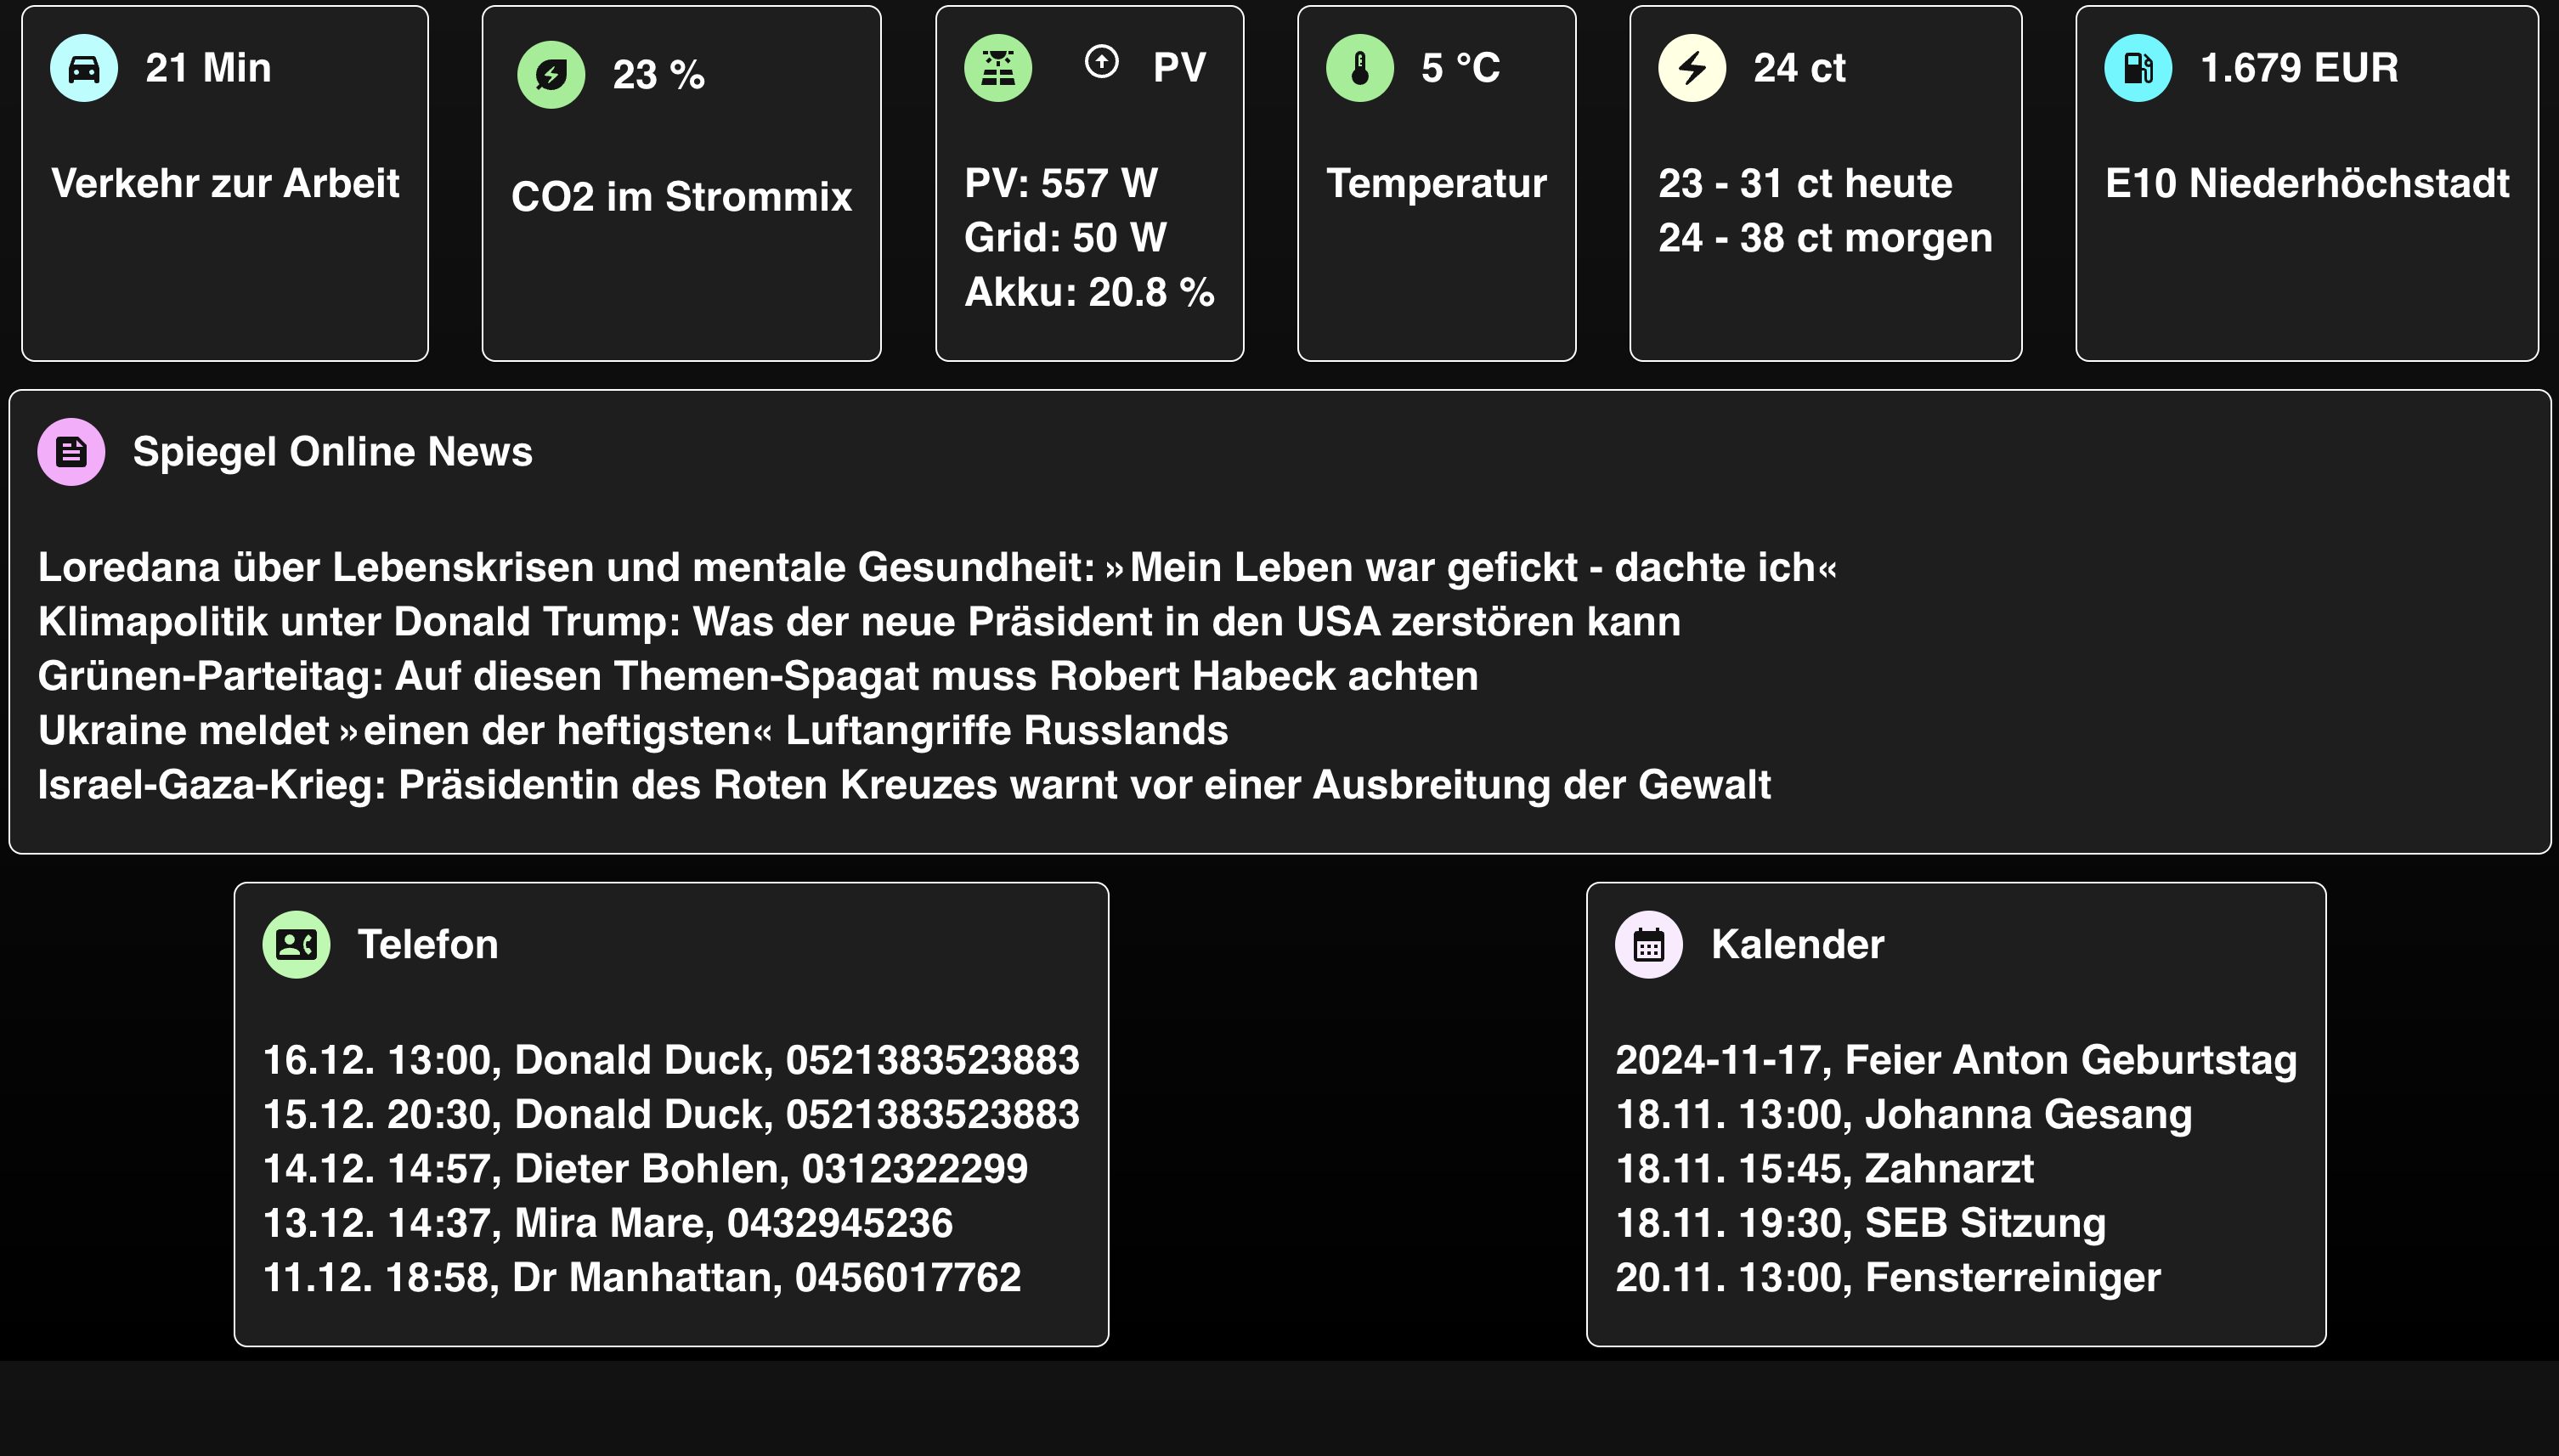 21 Min
Verkehr zur Arbeit
23 %
CO2 im Strommix
PV
PV: 557 W
Grid: 50 W
Akku: 20.8 %
5 °C
Temperatur
24 ct
23 - 31 ct heute
24 - 38 ct morgen
1.679 EUR
E10 Niederhöchstadt
Spiegel Online News
Loredana über Lebenskrisen und mentale Gesundheit: »Mein Leben war gefickt - dachte ich«
Klimapolitik unter Donald Trump: Was der neue Präsident in den USA zerstören kann
Grünen-Parteitag: Auf diesen Themen-Spagat muss Robert Habeck achten
Ukraine meldet »einen der heftigsten« Luftangriffe Russlands
Israel-Gaza-Krieg: Präsidentin des Roten Kreuzes warnt vor einer Ausbreitung der Gewalt
Telefon
16.12. 13:00, Donald Duck, 0521383523883
15.12. 20:30, Donald Duck, 0521383523883
14.12. 14:57, Dieter Bohlen, 0312322299
13.12. 14:37, Mira Mare, 0432945236
11.12. 18:58, Dr Manhattan, 0456017762
Kalender
2024-11-17, Feier Anton Geburtstag
18.11. 13:00, Johanna Gesang
18.11. 15:45, Zahnarzt
18.11. 19:30, SEB Sitzung
20.11. 13:00, Fensterreiniger